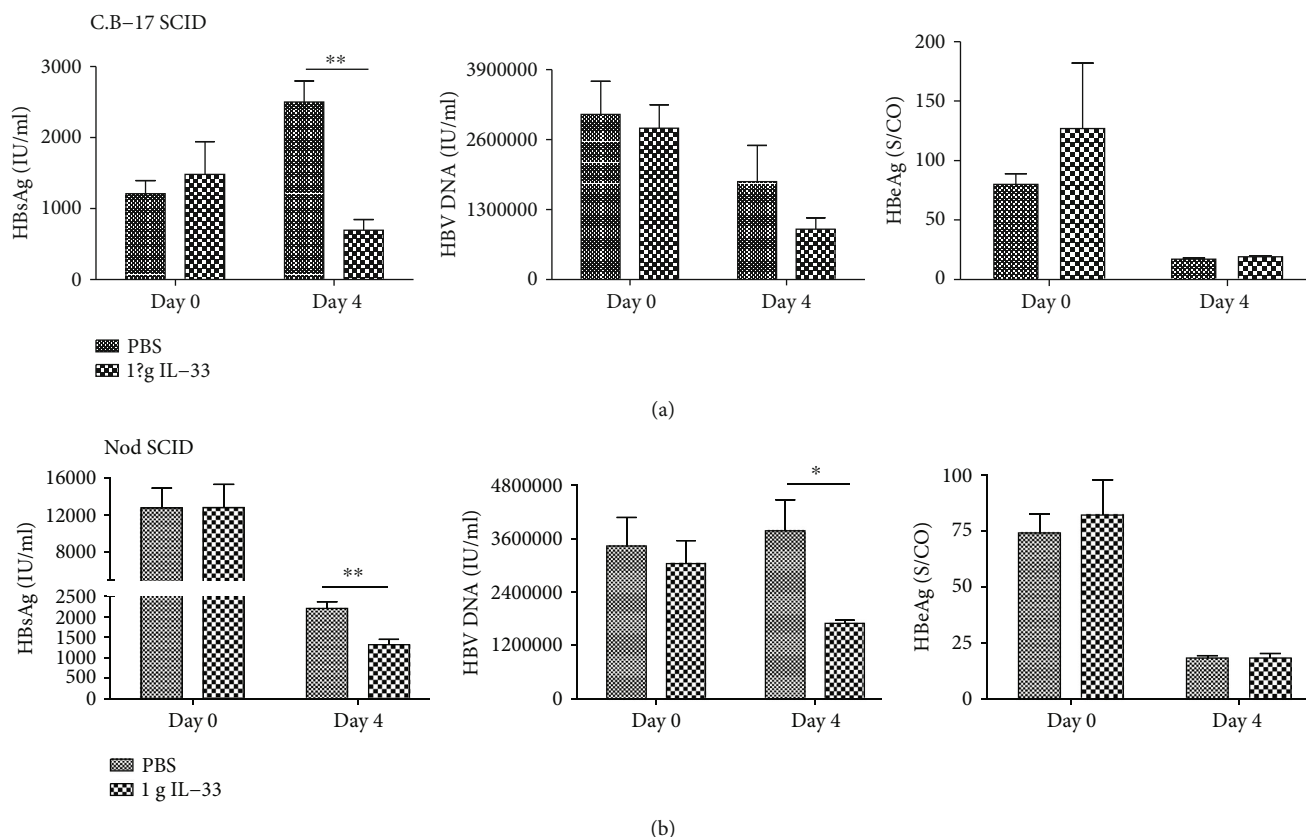 C.B–17 SCID
HBsAg (IU/ml)
3000
2000
1000
0
**
Day 0
Day 4
HBV DNA (IU/ml)
3900000
2600000
1300000
0
Day 0
Day 4
HBeAg (S/CO)
200
150
100
50
0
Day 0
Day 4
PBS
1?g IL–33
(a)
Nod SCID
HBsAg (IU/ml)
16000
12000
8000
2500
2000
1500
1000
500
0
**
Day 0
Day 4
HBV DNA (IU/ml)
4800000
3600000
2400000
1200000
0
*
Day 0
Day 4
HBeAg (S/CO)
100
75
50
25
0
Day 0
Day 4
PBS
1 g IL–33
(b)